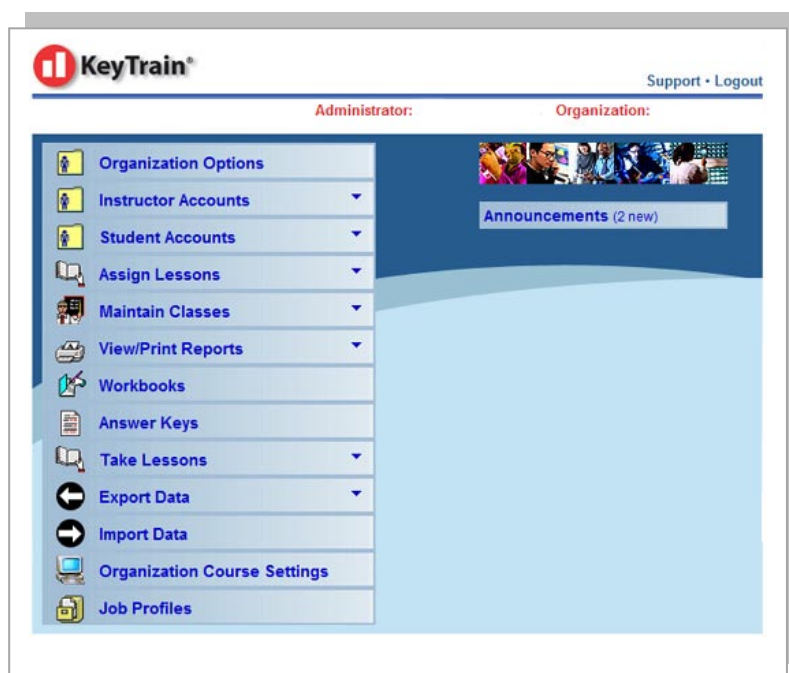 KeyTrain®
Support • Logout
Administrator: Organization:
Organization Options
Instructor Accounts
Student Accounts
Assign Lessons
Maintain Classes
View/Print Reports
Workbooks
Answer Keys
Take Lessons
Export Data
Import Data
Organization Course Settings
Job Profiles
Announcements (2 new)